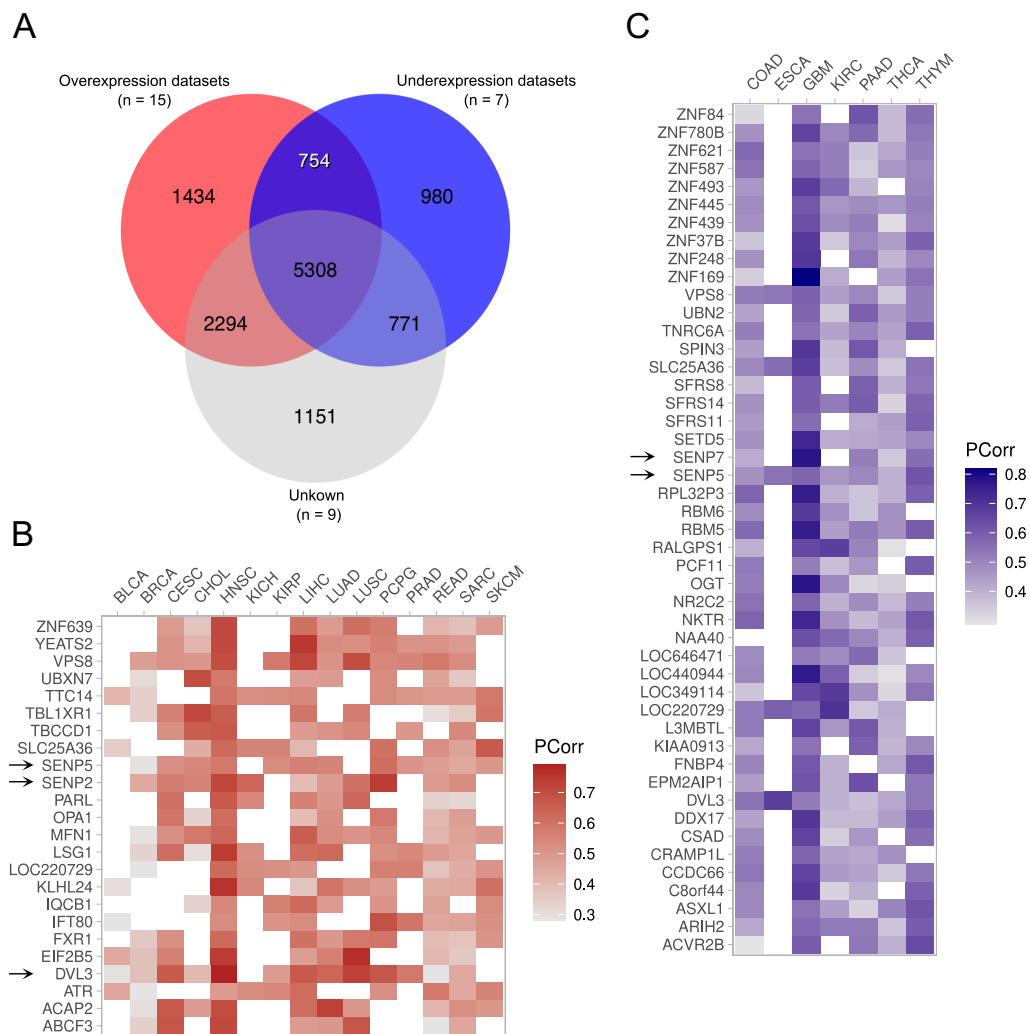 A
Overexpression datasets
(n = 15)
Underexpression datasets
(n = 7)
754
1434
980
5308
2294
771
1151
Unkown
(n = 9)
B
BLCA
BRCA
CESC
CHOL
HNSC
KICH
KIRP
LIHC
LUAD
LUSC
PCPG
PRAD
READ
SARC
SKCM
ZNF639
YEATS2
VPS8
UBXN7
TTC14
TBL1XR1
TBCCD1
SLC25A36
→ SENP5
→ SENP2
PARL
OPA1
MFN1
LSG1
LOC220729
KLHL24
IQCB1
IFT80
FXR1
EIF2B5
→ DVL3
ATR
ACAP2
ABCF3
PCorr
0.7
0.6
0.5
0.4
0.3
C
COAD
ESCA
GBM
KIRC
PAAD
THCA
THYM
ZNF84
ZNF780B
ZNF621
ZNF587
ZNF493
ZNF445
ZNF439
ZNF37B
ZNF248
ZNF169
VPS8
UBN2
TNRC6A
SPIN3
SLC25A36
SFRS8
SFRS14
SFRS11
SETD5
→ SENP7
→ SENP5
RPL32P3
RBM6
RBM5
RALGPS1
PCF11
OGT
NR2C2
NKTR
NAA40
LOC646471
LOC440944
LOC349114
LOC220729
L3MBTL
KIAA0913
FNBP4
EPM2AIP1
DVL3
DDX17
CSAD
CRAMP1L
CCDC66
C8orf44
ASXL1
ARIH2
ACVR2B
PCorr
0.8
0.7
0.6
0.5
0.4